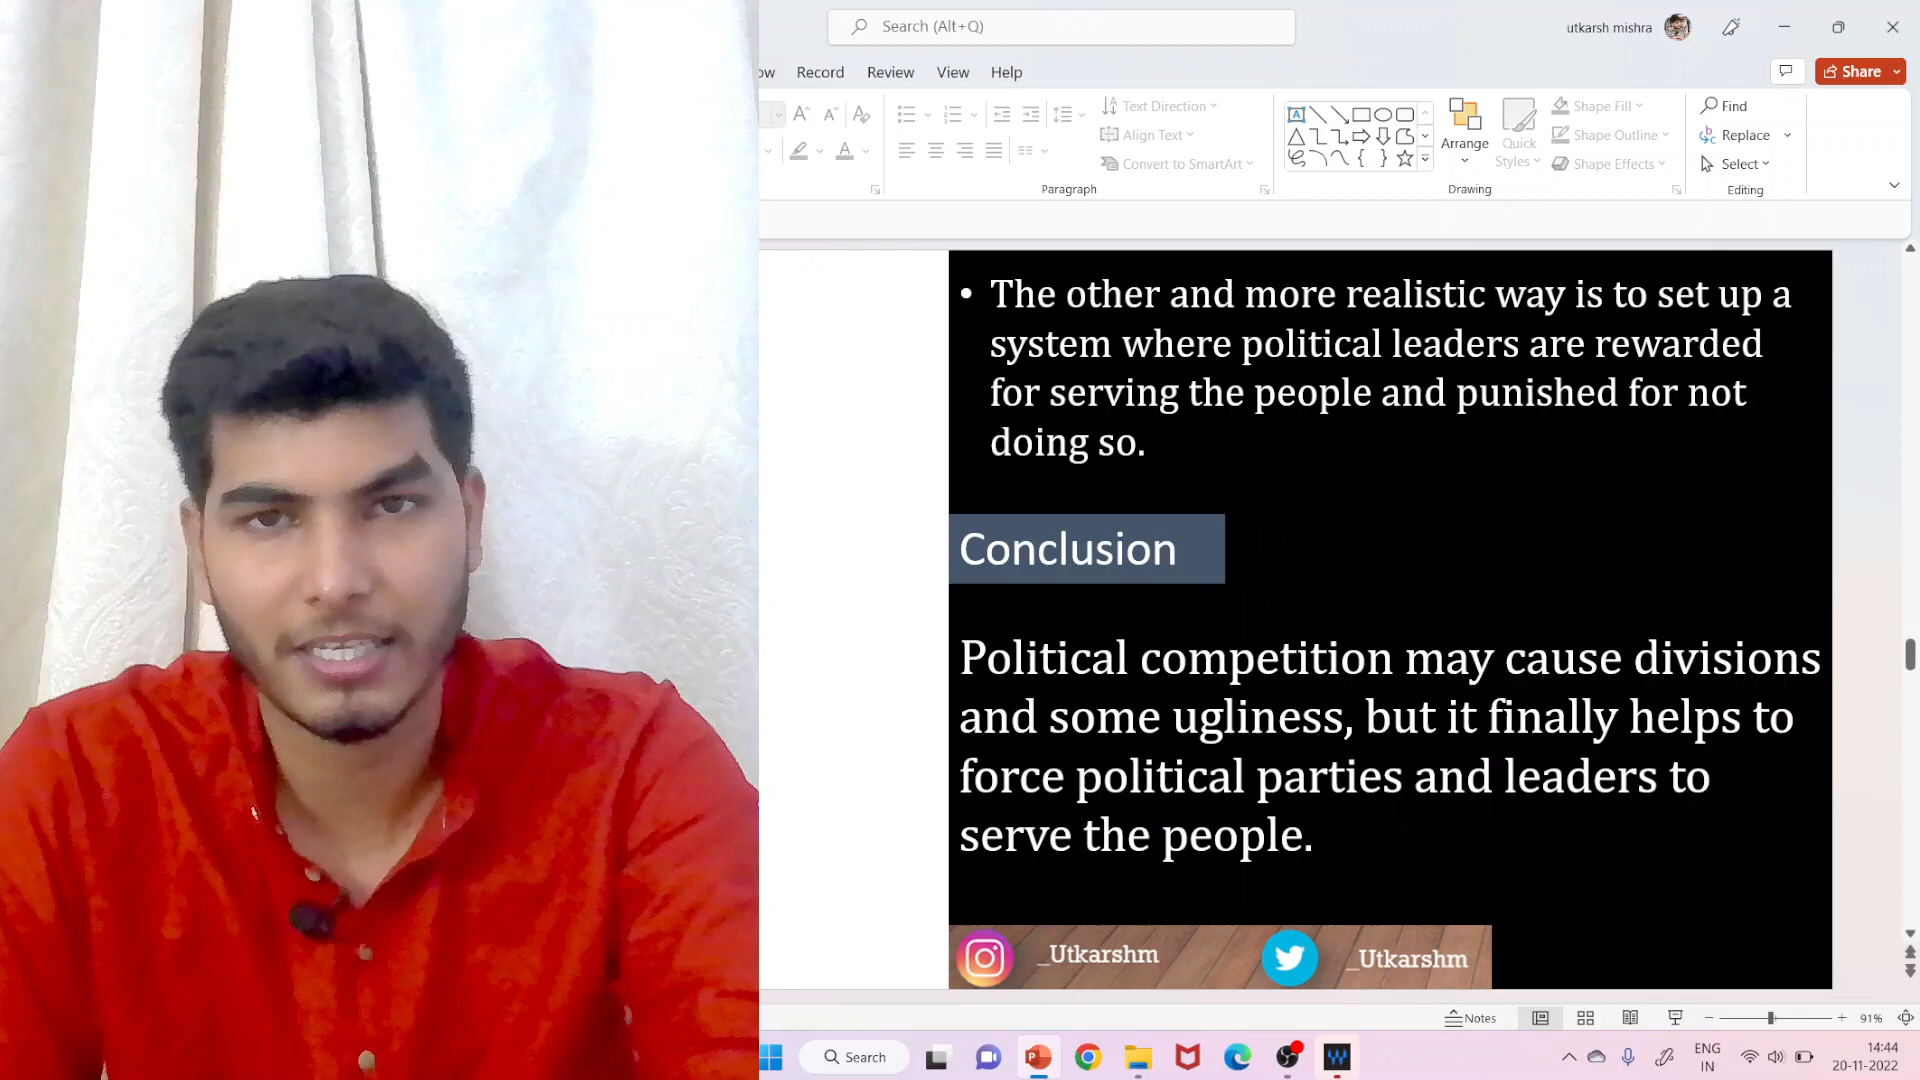 Search (Alt+Q)
utkarsh mishra
Record Review View Help
Share
Text Direction
Align Text
Convert to SmartArt
Paragraph
Arrange
Quick
Styles
Shape Fill
Shape Outline
Shape Effects
Drawing
Find
Replace
Select
Editing
• The other and more realistic way is to set up a
system where political leaders are rewarded
for serving the people and punished for not
doing so.
Conclusion
Political competition may cause divisions
and some ugliness, but it finally helps to
force political parties and leaders to
serve the people.
_Utkarshm
_Utkarshm
Notes
91%
Search
ENG
IN
14:44
20-11-2022